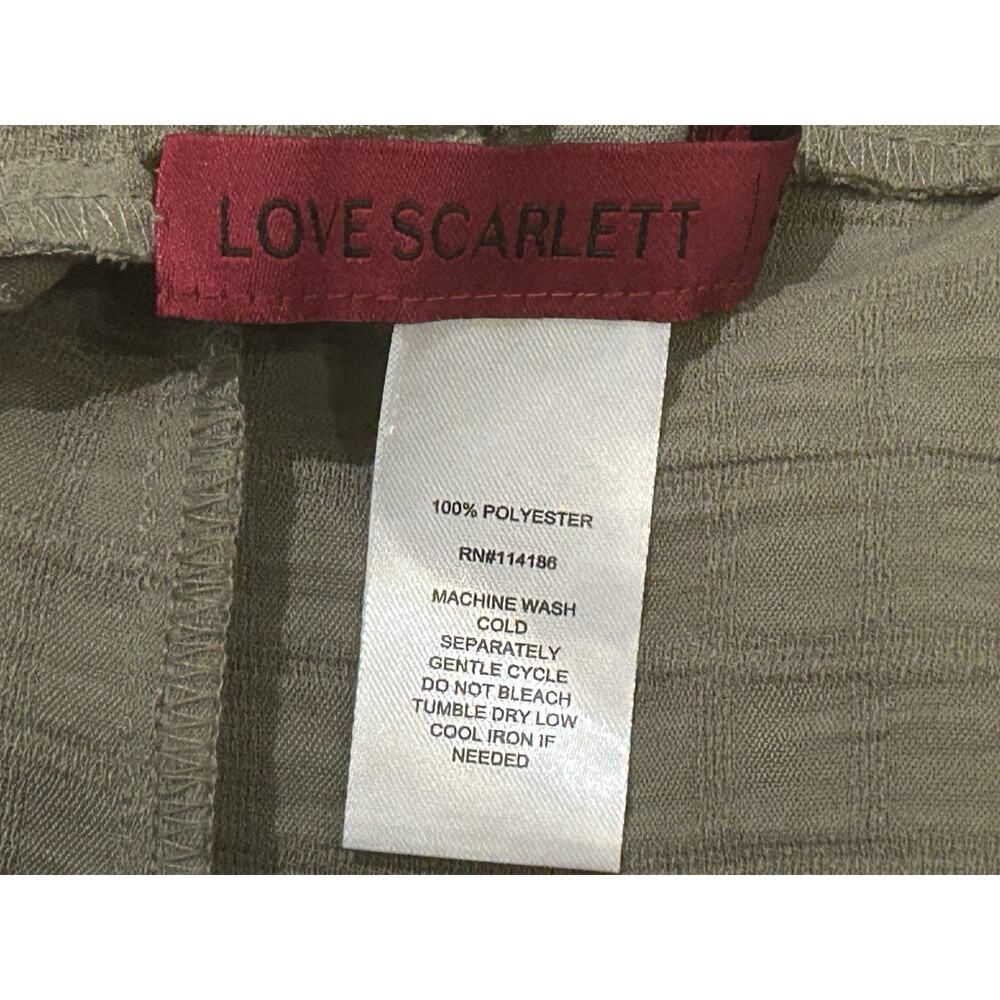 LOVE SCARLETT
100% POLYESTER
RN#114186
MACHINE WASH
COLD
SEPARATELY
GENTLE CYCLE
DO NOT BLEACH
TUMBLE DRY LOW
COOL IRON IF
NEEDED